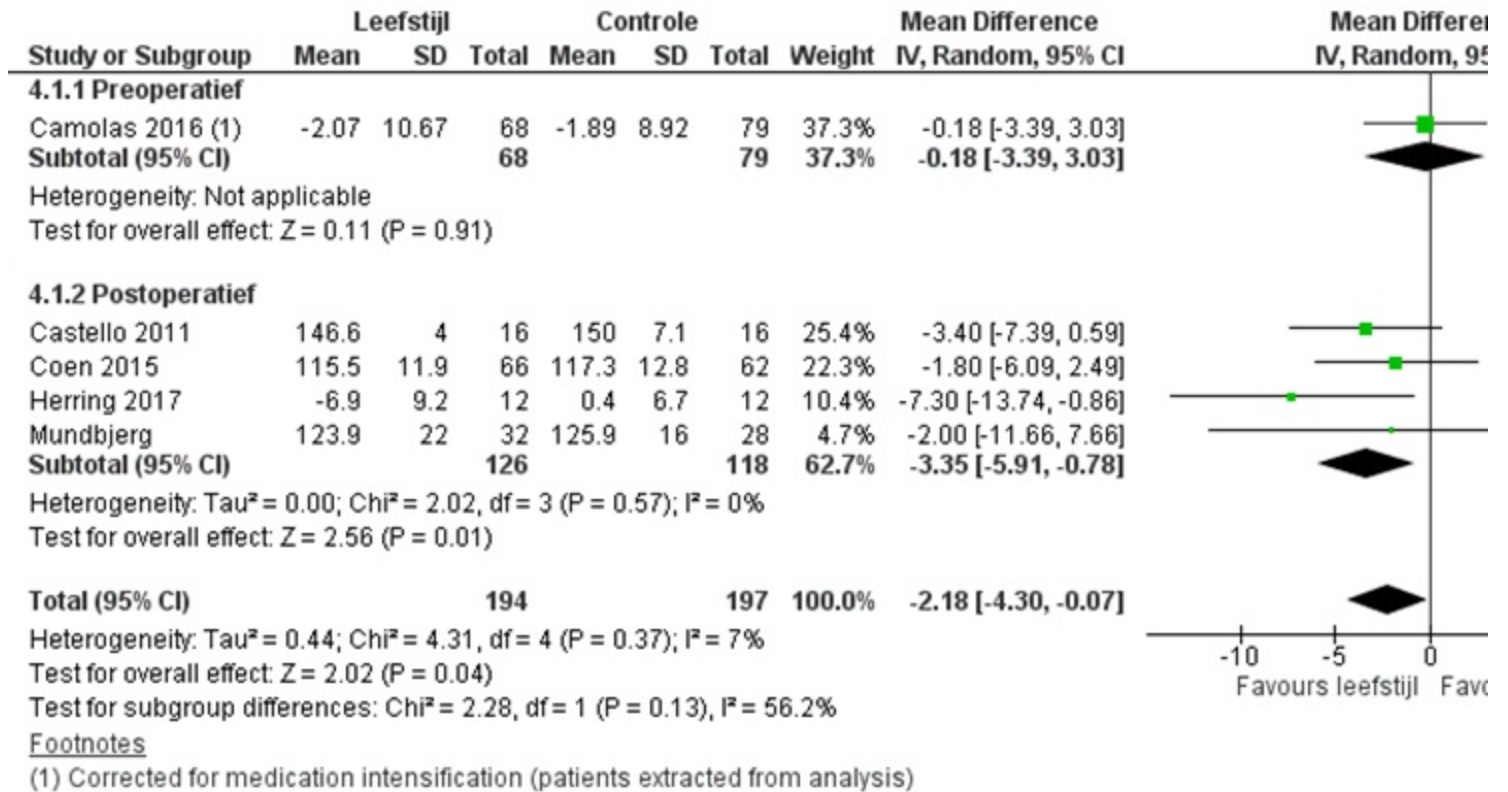 Leefstijl Controle Mean Difference Mean Differe
Study or Subgroup Mean SD Total Mean SD Total Weight IV, Random, 95% CI IV, Random, 95
4.1.1 Preoperatief
Camolas 2016 (1) -2.07 10.67 68 -1.89 8.92 79 37.3% -0.18 [-3.39, 3.03]
Subtotal (95% CI) 68 79 37.3% -0.18 [-3.39, 3.03]
Heterogeneity: Not applicable
Test for overall effect: Z = 0.11 (P = 0.91)
4.1.2 Postoperatief
Castello 2011 146.6 4 16 150 7.1 16 25.4% -3.40 [-7.39, 0.59]
Coen 2015 115.5 11.9 66 117.3 12.8 62 22.3% -1.80 [-6.09, 2.49]
Herring 2017 -6.9 9.2 12 0.4 6.7 12 10.4% -7.30 [-13.74, -0.86]
Mundbjerg 123.9 22 32 125.9 16 28 4.7% -2.00 [-11.66, 7.66]
Subtotal (95% CI) 126 118 62.7% -3.35 [-5.91, -0.78]
Heterogeneity: Tau² = 0.00; Chi² = 2.02, df = 3 (P = 0.57); I² = 0%
Test for overall effect: Z = 2.56 (P = 0.01)
Total (95% CI) 194 197 100.0% -2.18 [-4.30, -0.07]
Heterogeneity: Tau² = 0.44; Chi² = 4.31, df = 4 (P = 0.37); I² = 7%
Test for overall effect: Z = 2.02 (P = 0.04)
Test for subgroup differences: Chi² = 2.28, df = 1 (P = 0.13), I² = 56.2%
-10 -5 0
Favours leefstijl Favo
Footnotes
(1) Corrected for medication intensification (patients extracted from analysis)